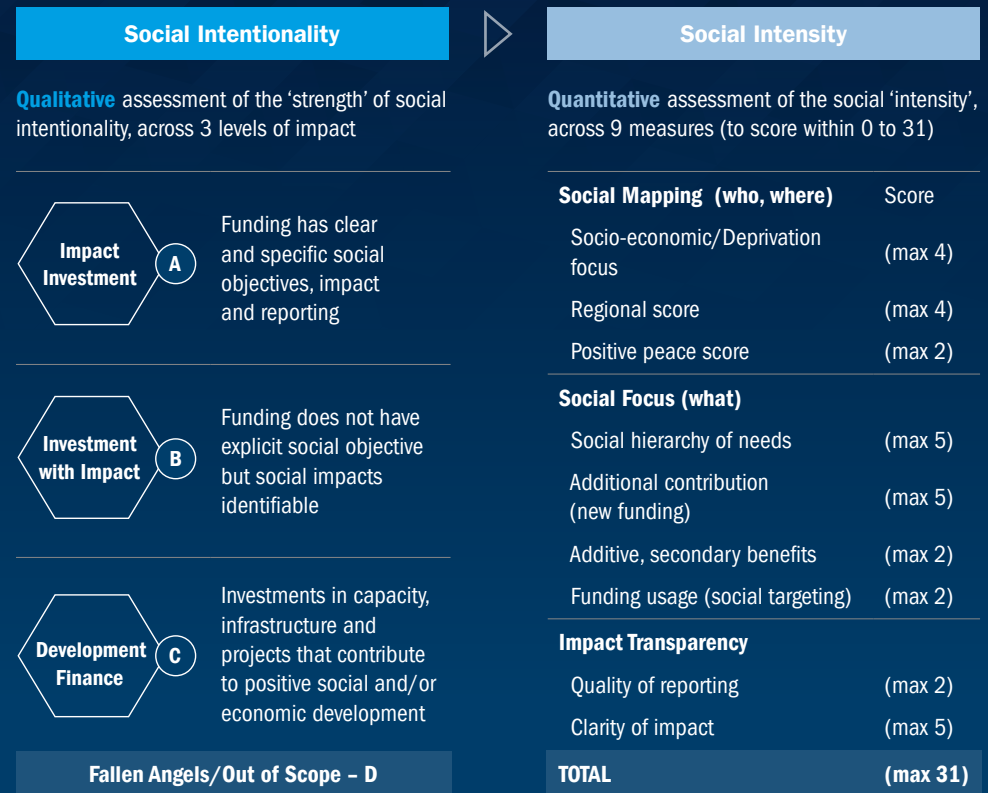 Social Intentionality
Qualitative assessment of the ‘strength’ of social
intentionality, across 3 levels of impact
Impact
Investment
A
Funding has clear
and specific social
objectives, impact
and reporting
Investment
with Impact
B
Funding does not have
explicit social objective
but social impacts
identifiable
Development
Finance
C
Investments in capacity,
infrastructure and
projects that contribute
to positive social and/or
economic development
Fallen Angels/Out of Scope – D
Social Intensity
Quantitative assessment of the social ‘intensity’,
across 9 measures (to score within 0 to 31)
Social Mapping (who, where) Score
Socio-economic/Deprivation
focus (max 4)
Regional score (max 4)
Positive peace score (max 2)
Social Focus (what)
Social hierarchy of needs (max 5)
Additional contribution
(new funding) (max 5)
Additive, secondary benefits (max 2)
Funding usage (social targeting) (max 2)
Impact Transparency
Quality of reporting (max 2)
Clarity of impact (max 5)
TOTAL (max 31)